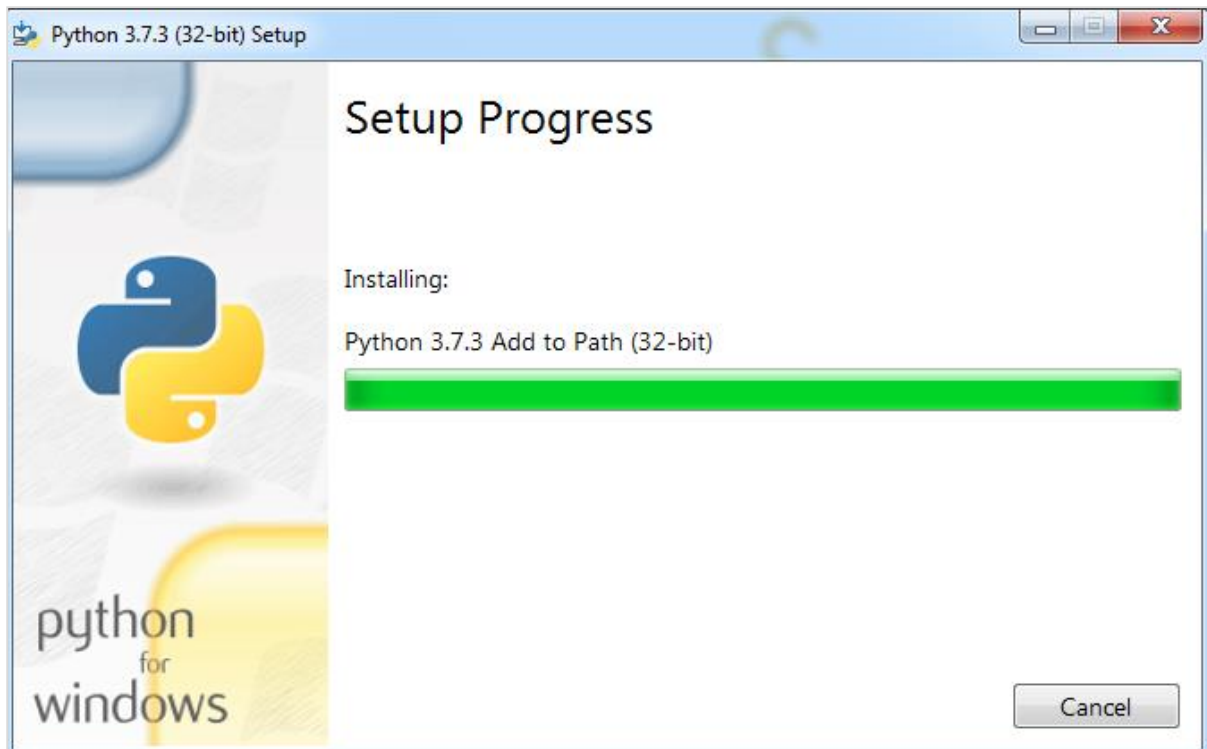 Python 3.7.3 (32-bit) Setup
Setup Progress
Installing:
Python 3.7.3 Add to Path (32-bit)
python
for
windows
Cancel